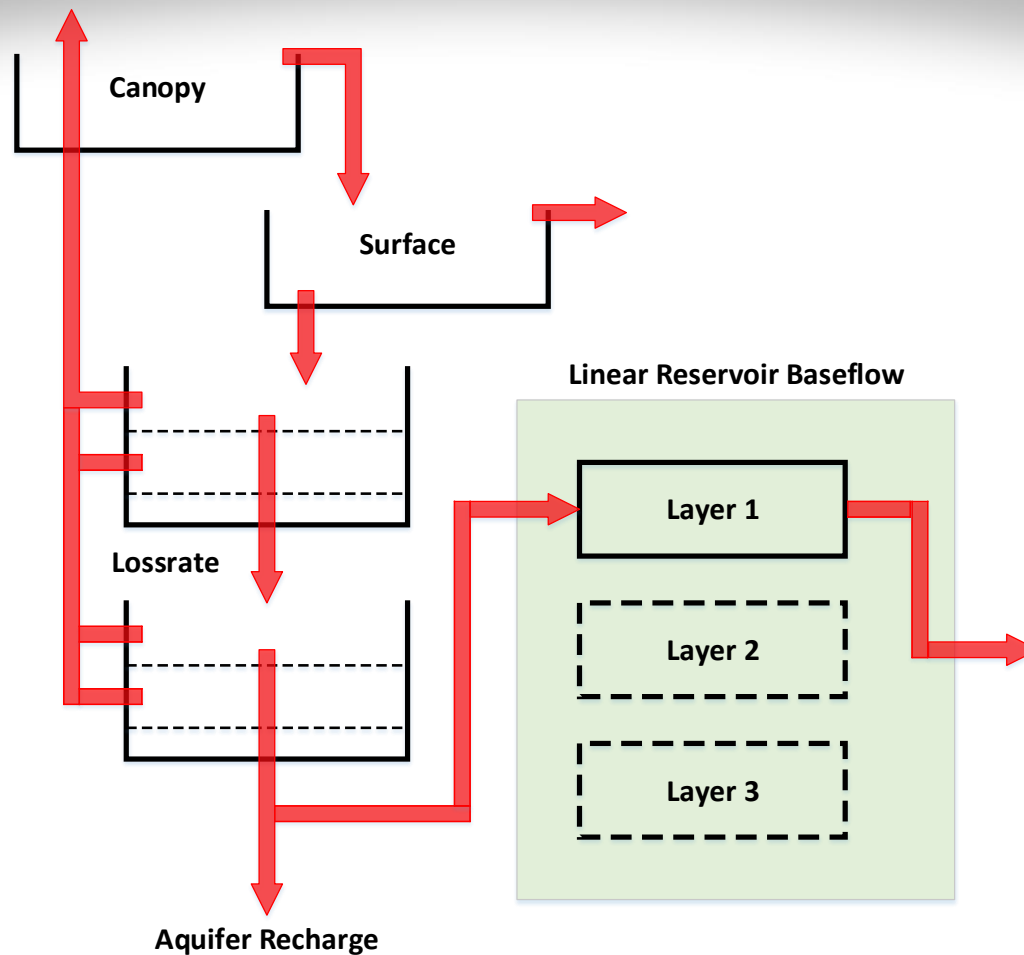 Canopy
Surface
Linear Reservoir Baseflow
Layer 1
Lossrate
Layer 2
Layer 3
Aquifer Recharge